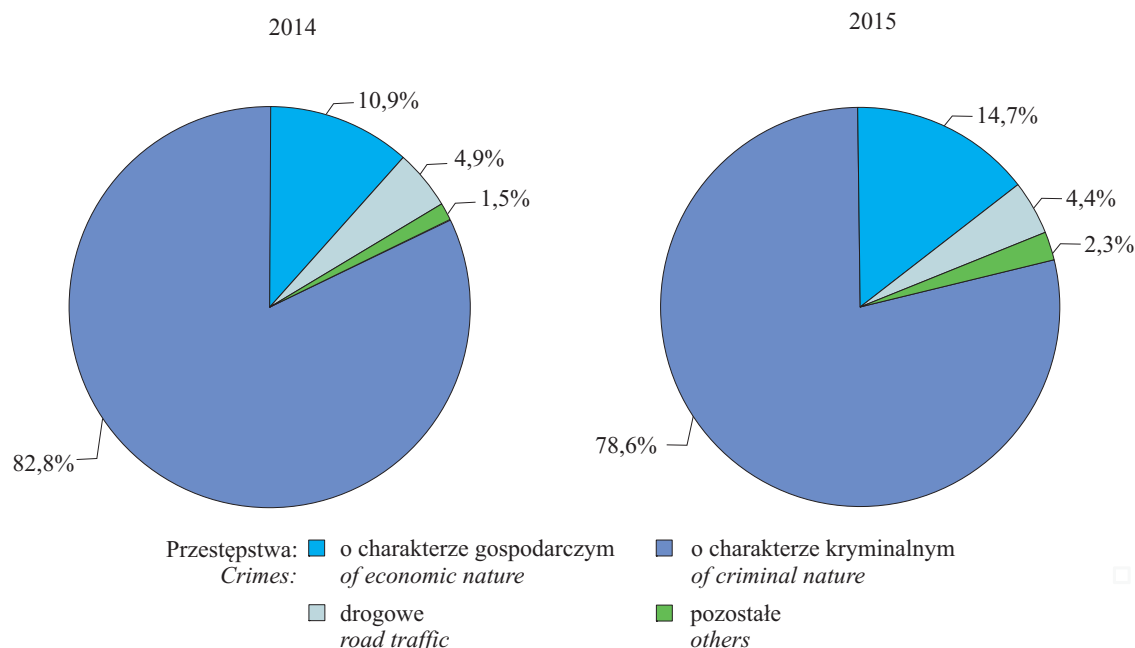 2014
2015
10,9%
4,9%
1,5%
82,8%
14,7%
4,4%
2,3%
78,6%
Przestępstwa:
Crimes:
o charakterze gospodarczym
of economic nature
o charakterze kryminalnym
of criminal nature
drogowe
road traffic
pozostałe
others